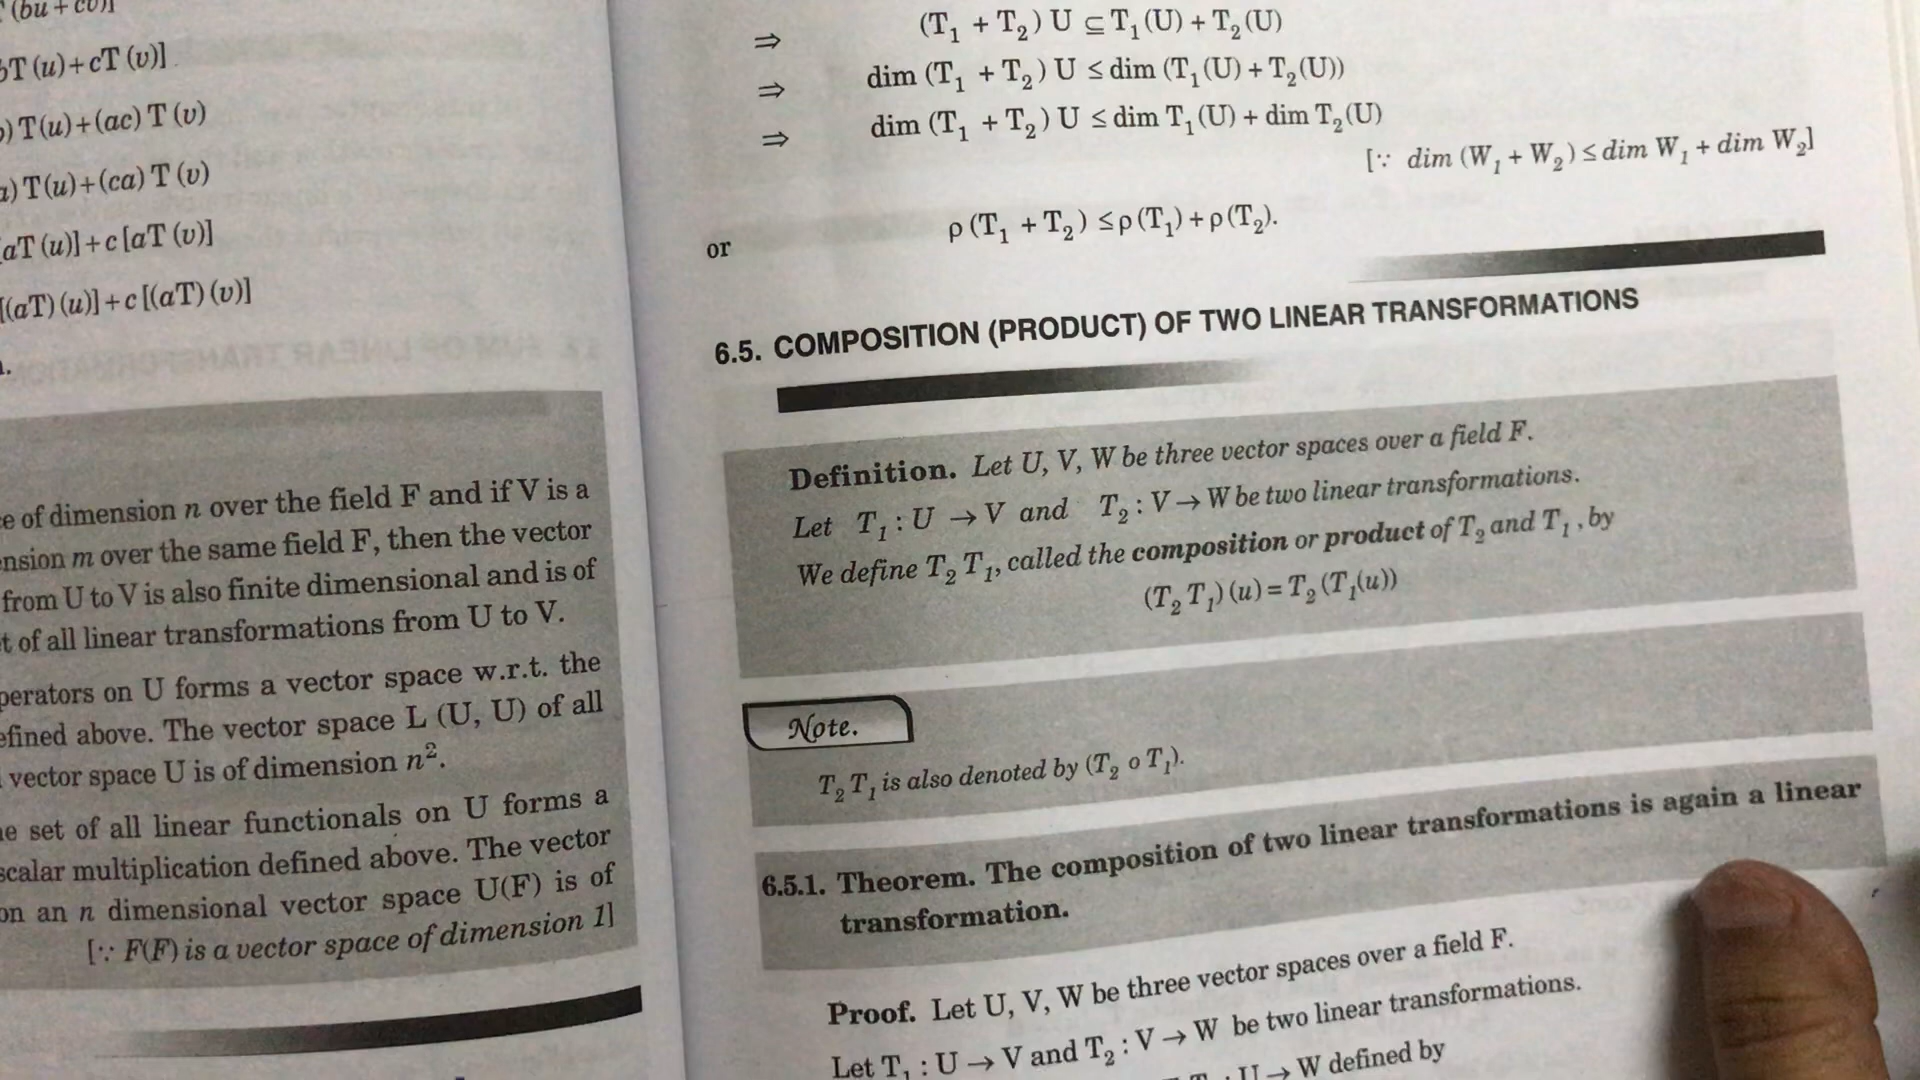 (bu + cv)]
bT (u)+cT (v)]
) T(u)+(ac) T (v)
a) T(u)+(ca) T (v)
aT (u)]+c [aT (v)]
[(aT) (u)]+c [(aT) (v)]
e of dimension n over the field F and if V is a
nsion m over the same field F, then the vector
from U to V is also finite dimensional and is of
t of all linear transformations from U to V.
perators on U forms a vector space w.r.t. the
efined above. The vector space L (U, U) of all
vector space U is of dimension n².
e set of all linear functionals on U forms a
scalar multiplication defined above. The vector
on an n dimensional vector space U(F) is of
[∵ F(F) is a vector space of dimension 1]
⇒ (T₁ + T₂) U ⊆ T₁(U) + T₂(U)
⇒ dim (T₁ + T₂) U ≤ dim (T₁(U) + T₂(U))
⇒ dim (T₁ + T₂) U ≤ dim T₁(U) + dim T₂(U)
[∵ dim (W₁ + W₂) ≤ dim W₁ + dim W₂]
or ρ (T₁ + T₂) ≤ ρ (T₁) + ρ (T₂).
6.5. COMPOSITION (PRODUCT) OF TWO LINEAR TRANSFORMATIONS
Definition. Let U, V, W be three vector spaces over a field F.
Let T₁ : U → V and T₂ : V → W be two linear transformations.
We define T₂ T₁, called the composition or product of T₂ and T₁ , by
(T₂ T₁) (u) = T₂ (T₁(u))
Note.
T₂ T₁ is also denoted by (T₂ o T₁).
6.5.1. Theorem. The composition of two linear transformations is again a linear
transformation.
Proof. Let U, V, W be three vector spaces over a field F.
Let T₁ : U → V and T₂ : V → W be two linear transformations.
: U → W defined by